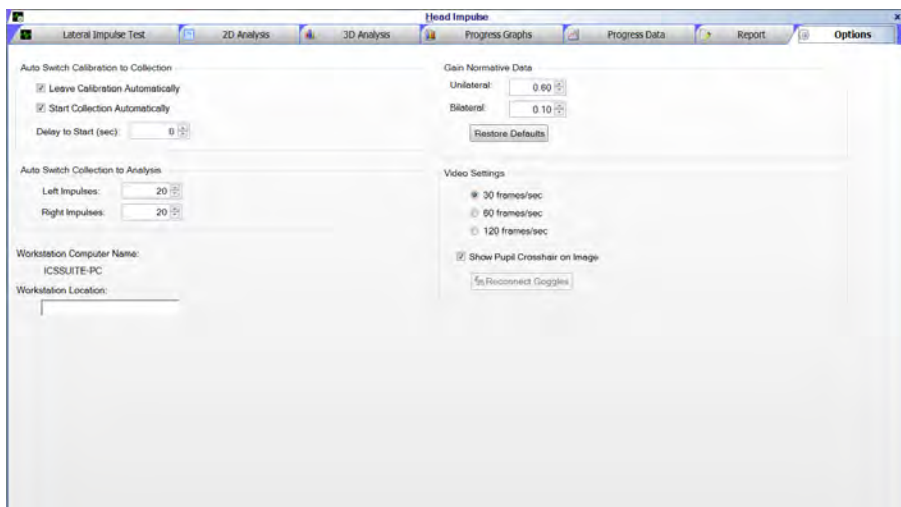 Head Impulse
x
Lateral Impulse Test 2D Analysis 3D Analysis Progress Graphs Progress Data Report Options
Auto Switch Calibration to Collection
Leave Calibration Automatically
Start Collection Automatically
Delay to Start (sec): 0
Auto Switch Collection to Analysis
Left Impulses: 20
Right Impulses: 20
Workstation Computer Name:
ICSSUITE-PC
Workstation Location:
Gain Normative Data
Unilateral: 0.60
Bilateral: 0.10
Restore Defaults
Video Settings
30 frames/sec
60 frames/sec
120 frames/sec
Show Pupil Crosshair on Image
Reconnect Goggles